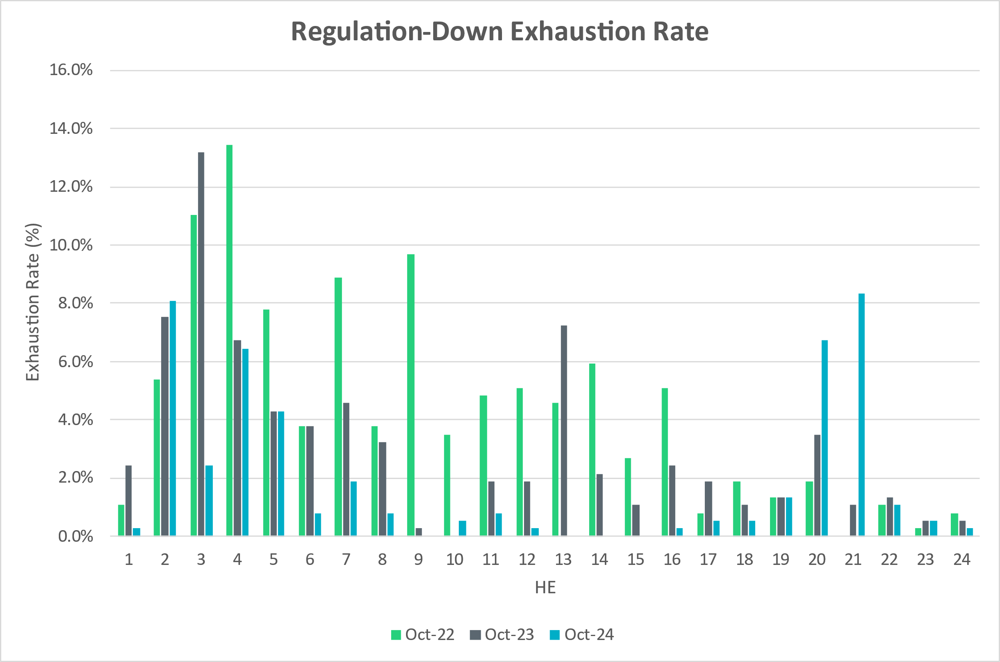 Regulation-Down Exhaustion Rate
16.0%
14.0%
12.0%
10.0%
8.0%
6.0%
4.0%
2.0%
0.0%
Exhaustion Rate (%)
1 2 3 4 5 6 7 8 9 10 11 12 13 14 15 16 17 18 19 20 21 22 23 24
HE
Oct-22 Oct-23 Oct-24